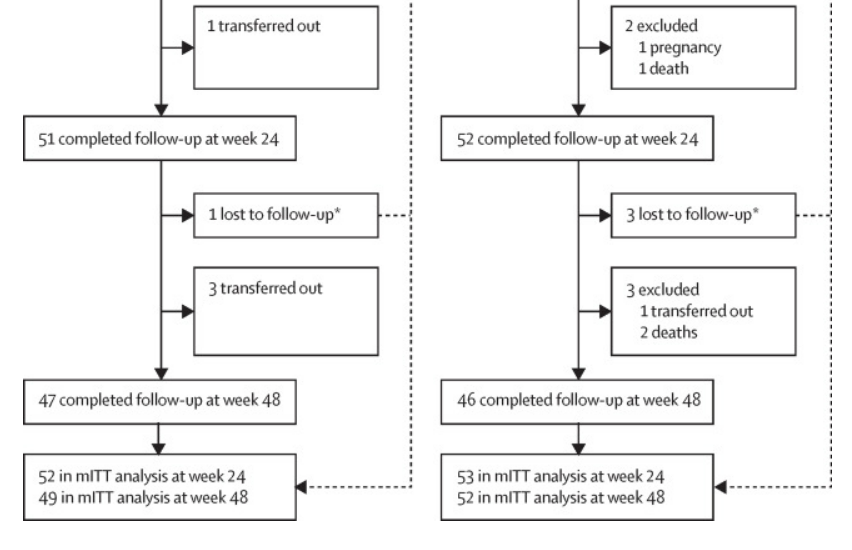 1 transferred out
51 completed follow-up at week 24
1 lost to follow-up*
3 transferred out
47 completed follow-up at week 48
52 in mITT analysis at week 24
49 in mITT analysis at week 48
2 excluded
1 pregnancy
1 death
52 completed follow-up at week 24
3 lost to follow-up*
3 excluded
1 transferred out
2 deaths
46 completed follow-up at week 48
53 in mITT analysis at week 24
52 in mITT analysis at week 48